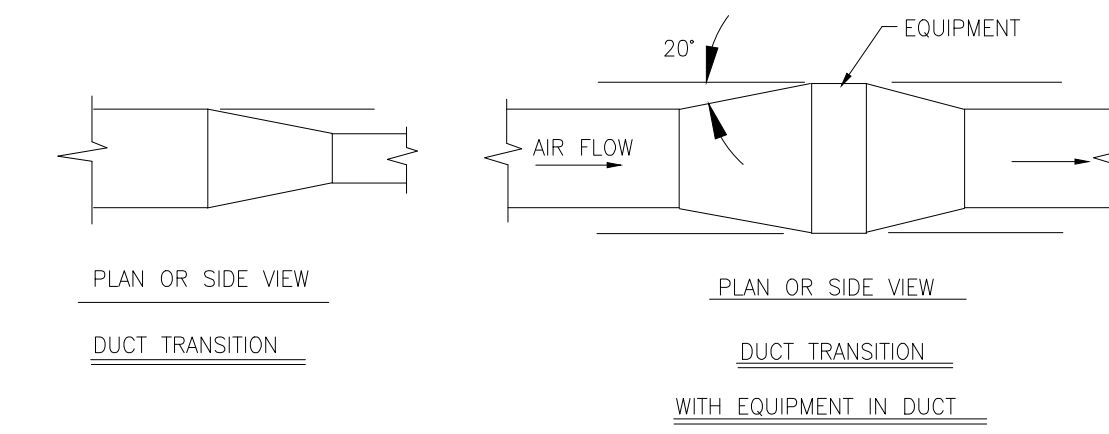 PLAN OR SIDE VIEW
DUCT TRANSITION
20°
EQUIPMENT
AIR FLOW
PLAN OR SIDE VIEW
DUCT TRANSITION
WITH EQUIPMENT IN DUCT